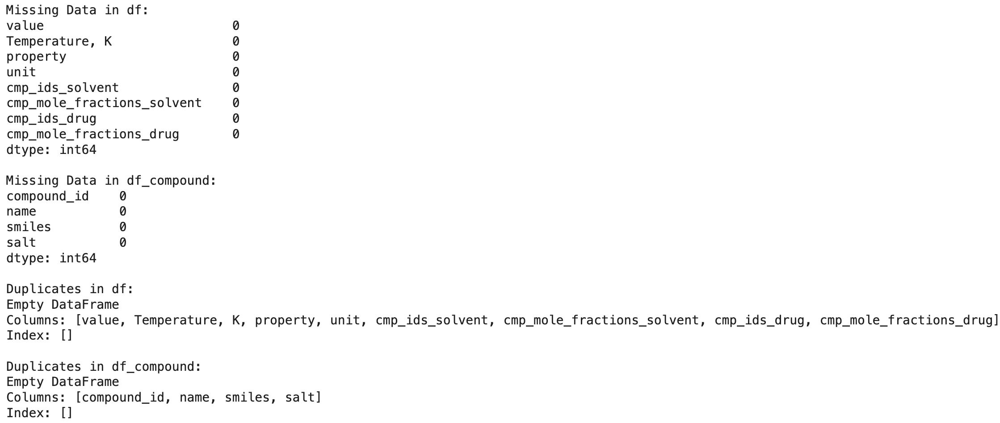 Missing Data in df:
value                         0
Temperature, K                0
property                      0
unit                          0
cmp_ids_solvent               0
cmp_mole_fractions_solvent    0
cmp_ids_drug                  0
cmp_mole_fractions_drug       0
dtype: int64

Missing Data in df_compound:
compound_id    0
name           0
smiles         0
salt           0
dtype: int64

Duplicates in df:
Empty DataFrame
Columns: [value, Temperature, K, property, unit, cmp_ids_solvent, cmp_mole_fractions_solvent, cmp_ids_drug, cmp_mole_fractions_drug]
Index: []

Duplicates in df_compound:
Empty DataFrame
Columns: [compound_id, name, smiles, salt]
Index: []